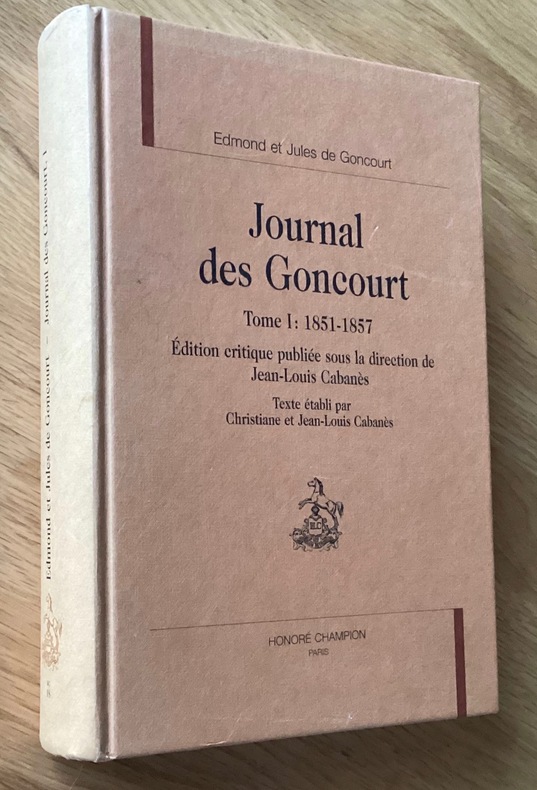 Edmond et Jules de Goncourt
Journal
des Goncourt
Tome I : 1851-1857
Édition critique publiée sous la direction de
Jean-Louis Cabanès
Texte établi par
Christiane et Jean-Louis Cabanès
HONORÉ CHAMPION
PARIS
Edmond et Jules de Goncourt – Journal des Goncourt. I